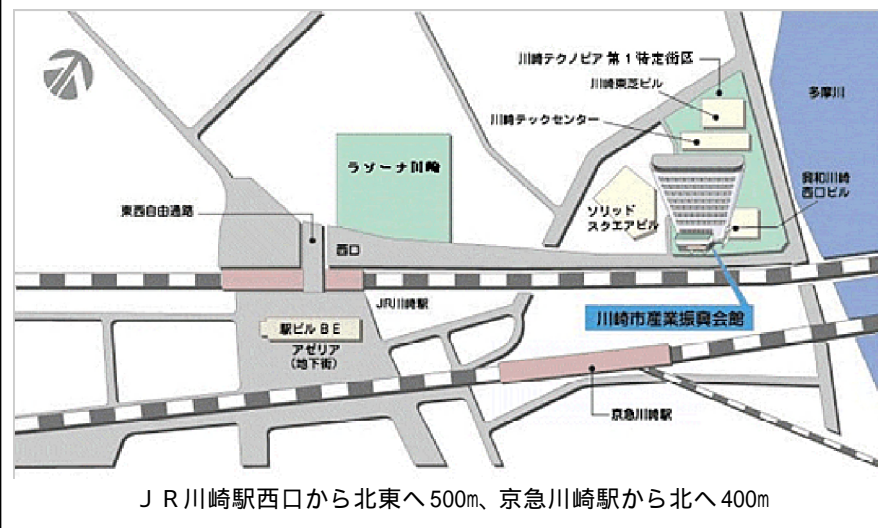 川崎テクノピア第1特定街区
川崎東芝ビル
川崎テックセンター
多摩川
ラゾーナ川崎
興和川崎
西口ビル
東西自由通路
ソリッド
スクエアビル
西口
JR川崎駅
川崎市産業振興会館
駅ビルBE
アゼリア
(地下街)
京急川崎駅
JR川崎駅西口から北東へ500m、京急川崎駅から北へ400m